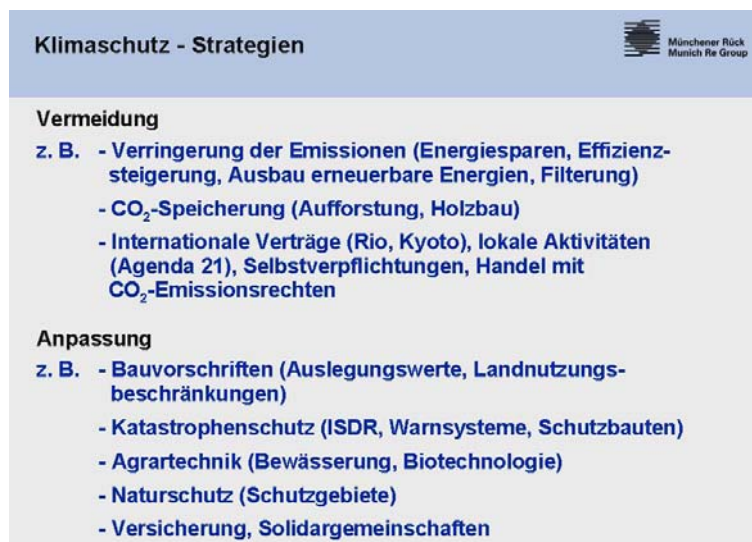 Klimaschutz - Strategien
Münchener Rück
Munich Re Group
Vermeidung
z. B. - Verringerung der Emissionen (Energiesparen, Effizienz-
steigerung, Ausbau erneuerbare Energien, Filterung)
- CO₂-Speicherung (Aufforstung, Holzbau)
- Internationale Verträge (Rio, Kyoto), lokale Aktivitäten
(Agenda 21), Selbstverpflichtungen, Handel mit
CO₂-Emissionsrechten
Anpassung
z. B. - Bauvorschriften (Auslegungswerte, Landnutzungs-
beschränkungen)
- Katastrophenschutz (ISDR, Warnsysteme, Schutzbauten)
- Agrartechnik (Bewässerung, Biotechnologie)
- Naturschutz (Schutzgebiete)
- Versicherung, Solidargemeinschaften